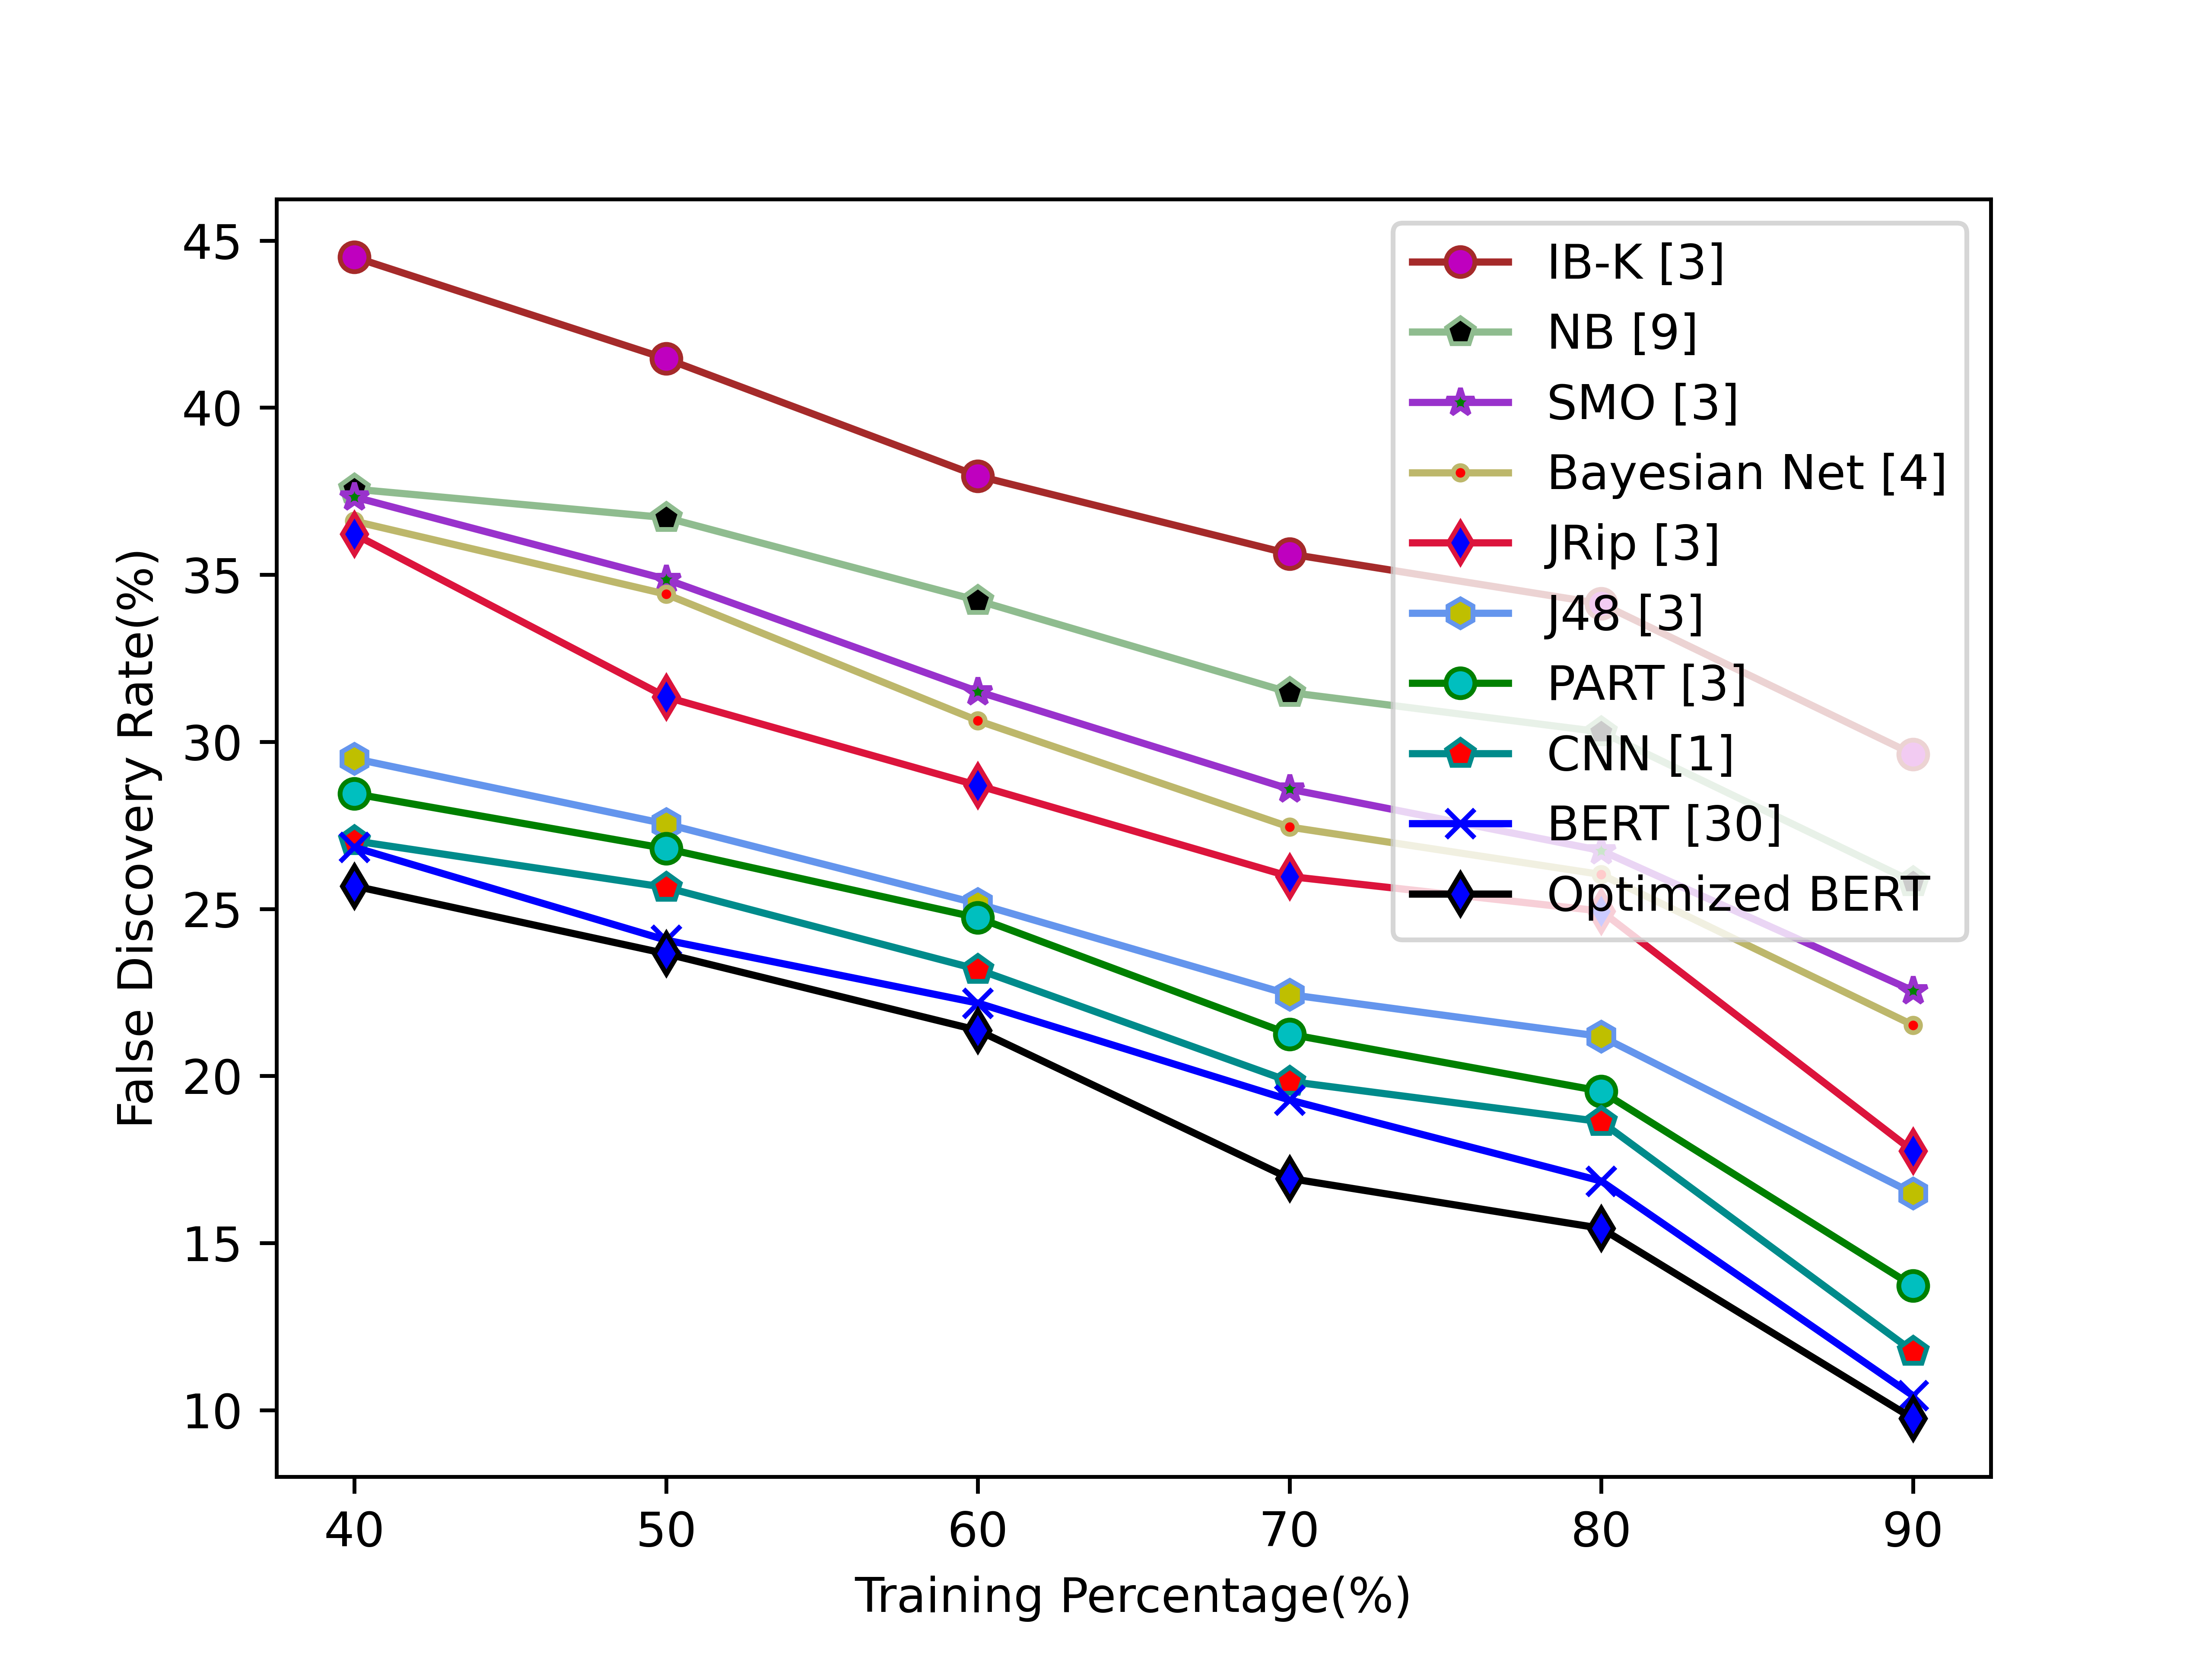 45
40
35
30
25
20
15
10
False Discovery Rate(%)
IB-K [3]
NB [9]
SMO [3]
Bayesian Net [4]
JRip [3]
J48 [3]
PART [3]
CNN [1]
BERT [30]
Optimized BERT
40 50 60 70 80 90
Training Percentage(%)